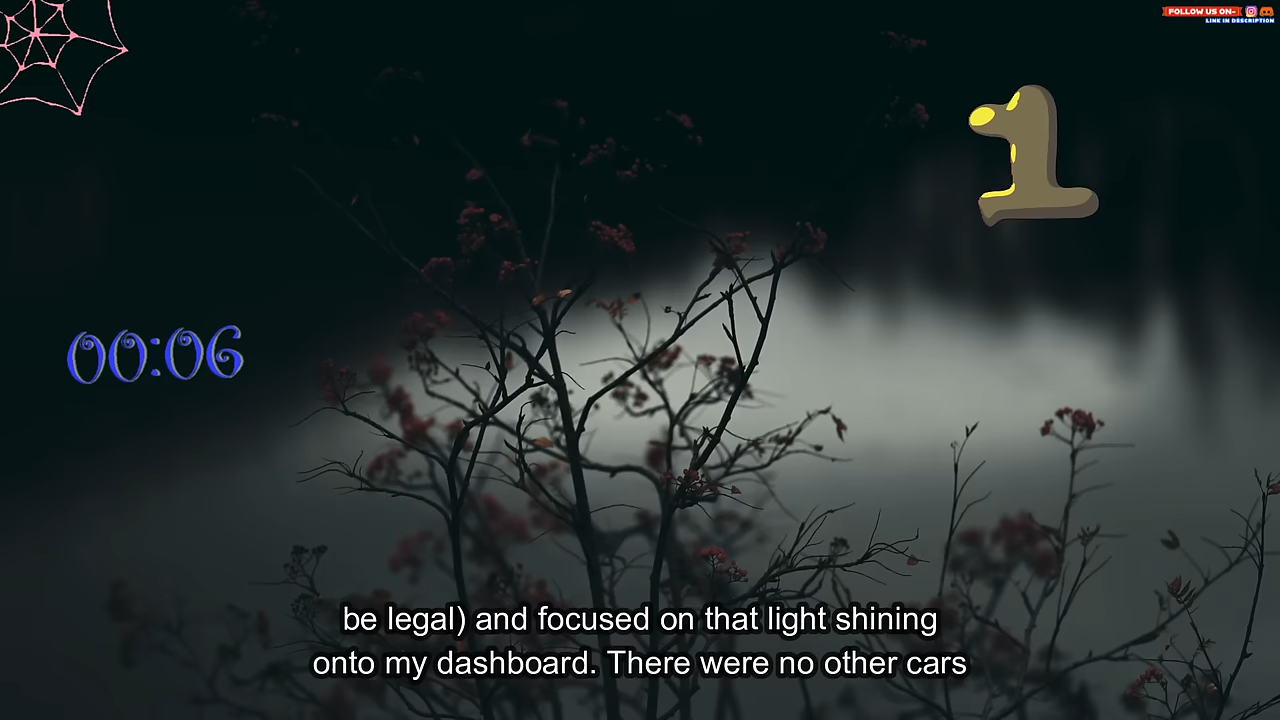 FOLLOW US ON-
LINK IN DESCRIPTION
1
00:06
be legal) and focused on that light shining
onto my dashboard. There were no other cars